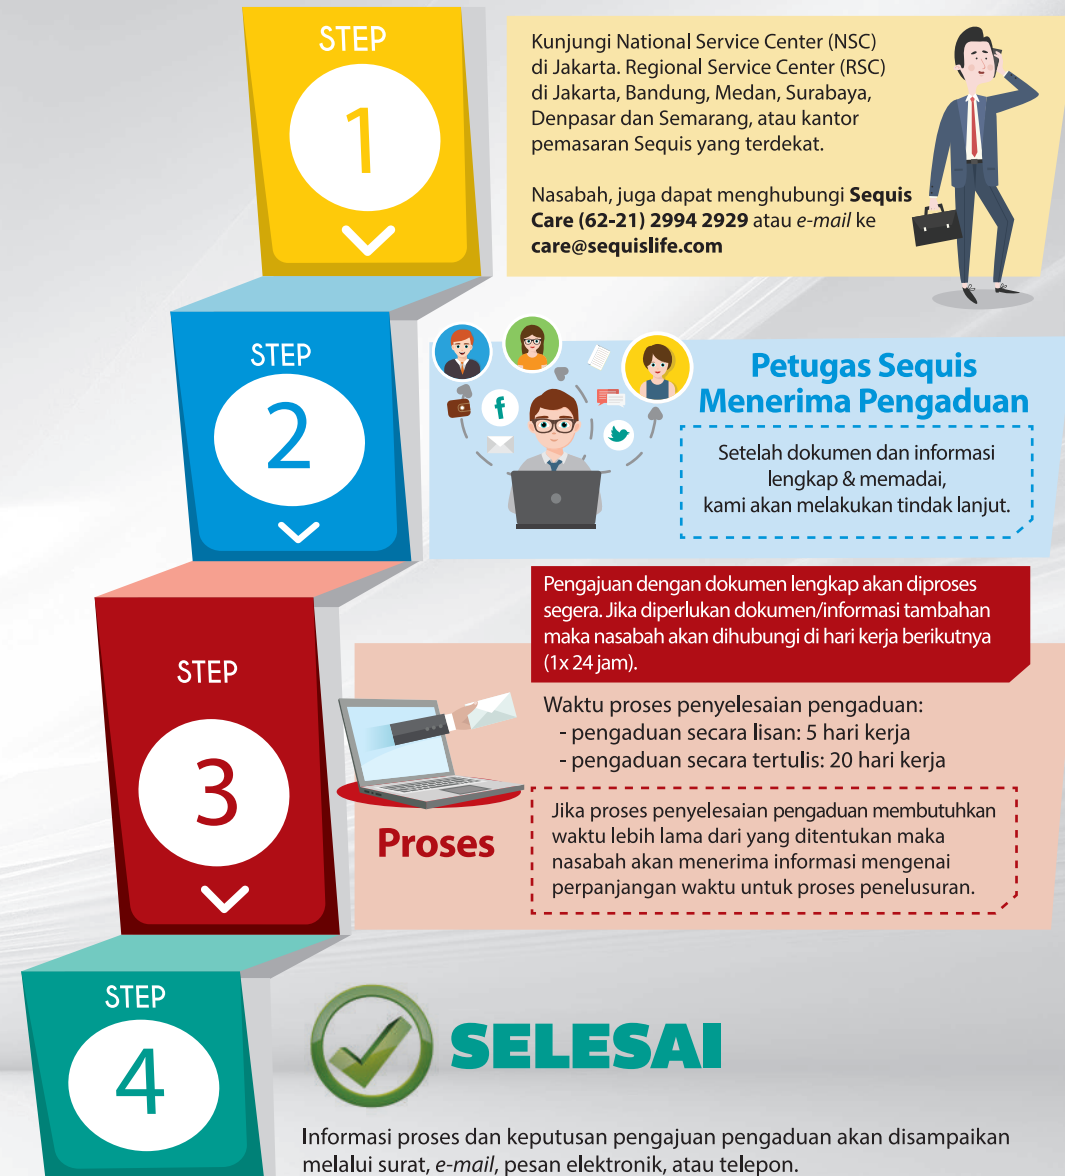 STEP
1
Kunjungi National Service Center (NSC)
di Jakarta. Regional Service Center (RSC)
di Jakarta, Bandung, Medan, Surabaya,
Denpasar dan Semarang, atau kantor
pemasaran Sequis yang terdekat.
Nasabah, juga dapat menghubungi Sequis
Care (62-21) 2994 2929 atau e-mail ke
care@sequislife.com
STEP
2
Petugas Sequis
Menerima Pengaduan
Setelah dokumen dan informasi
lengkap & memadai,
kami akan melakukan tindak lanjut.
STEP
3
Proses
Pengajuan dengan dokumen lengkap akan diproses
segera. Jika diperlukan dokumen/informasi tambahan
maka nasabah akan dihubungi di hari kerja berikutnya
(1x 24 jam).
Waktu proses penyelesaian pengaduan:
- pengaduan secara lisan: 5 hari kerja
- pengaduan secara tertulis: 20 hari kerja
Jika proses penyelesaian pengaduan membutuhkan
waktu lebih lama dari yang ditentukan maka
nasabah akan menerima informasi mengenai
perpanjangan waktu untuk proses penelusuran.
STEP
4
SELESAI
Informasi proses dan keputusan pengajuan pengaduan akan disampaikan
melalui surat, e-mail, pesan elektronik, atau telepon.